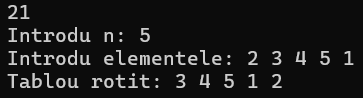 21
Introdu n: 5
Introdu elementele: 2 3 4 5 1
Tablou rotit: 3 4 5 1 2